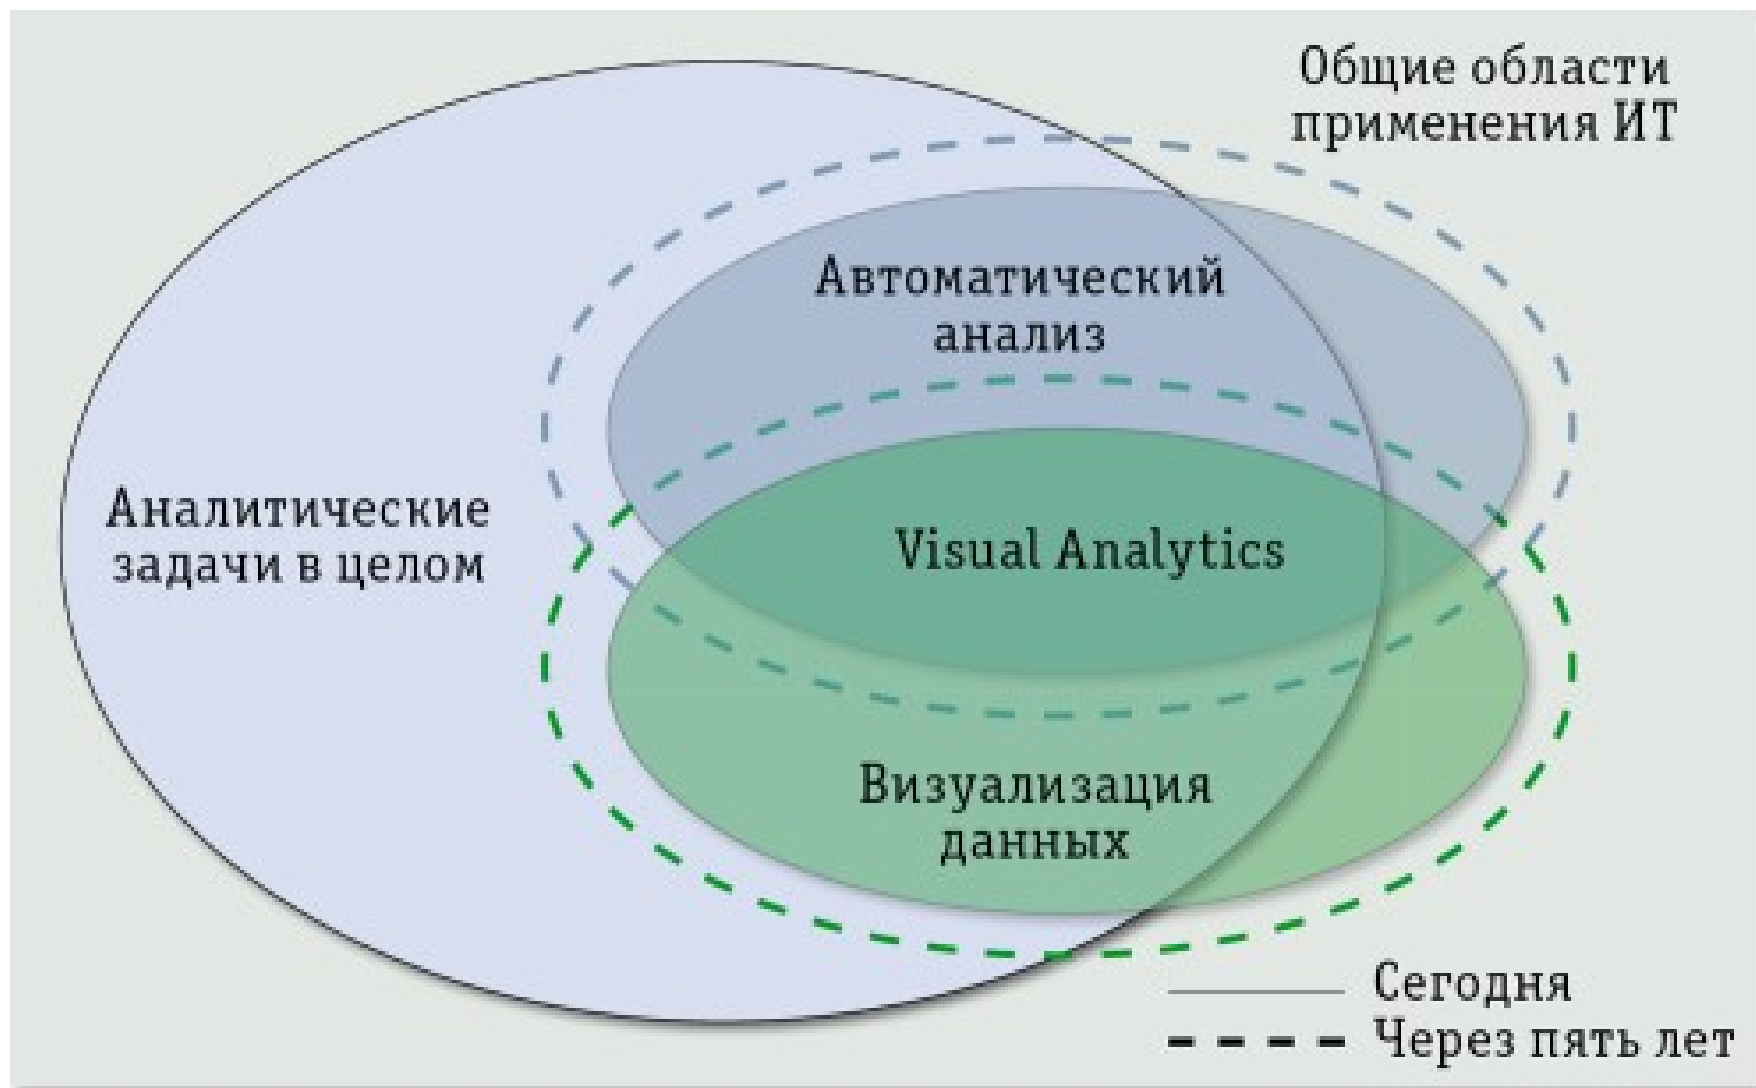 Общие области
применения ИТ
Автоматический
анализ
Аналитические
задачи в целом
Visual Analytics
Визуализация
данных
Сегодня
Через пять лет